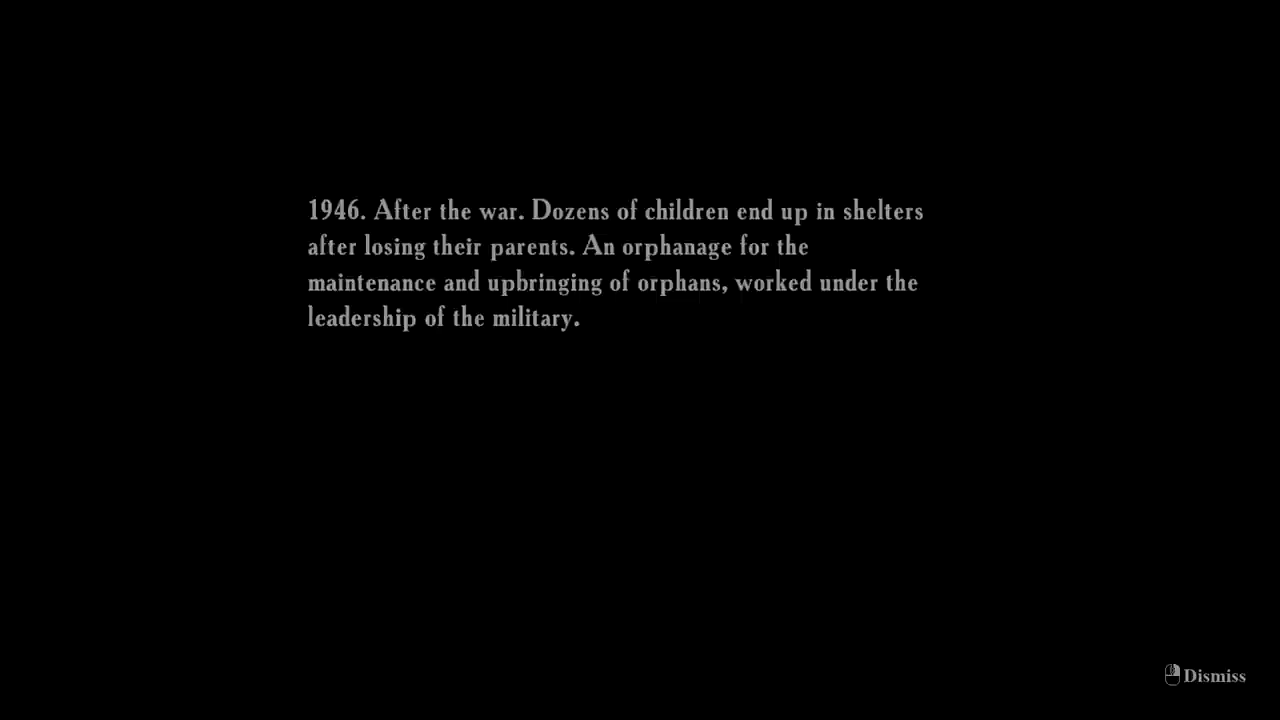 1946. After the war. Dozens of children end up in shelters
after losing their parents. An orphanage for the
maintenance and upbringing of orphans, worked under the
leadership of the military.
Dismiss